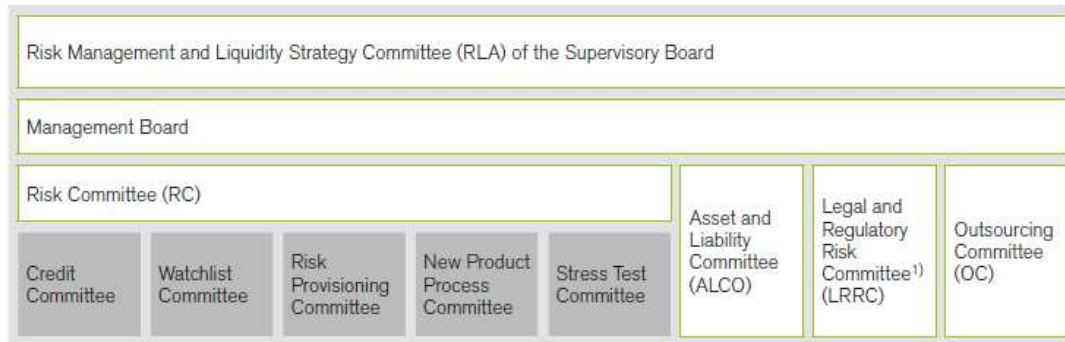 Risk Management and Liquidity Strategy Committee (RLA) of the Supervisory Board
Management Board
Risk Committee (RC)
Credit
Committee
Watchlist
Committee
Risk
Provisioning
Committee
New Product
Process
Committee
Stress Test
Committee
Asset and
Liability
Committee
(ALCO)
Legal and
Regulatory
Risk
Committee¹⁾
(LRRC)
Outsourcing
Committee
(OC)